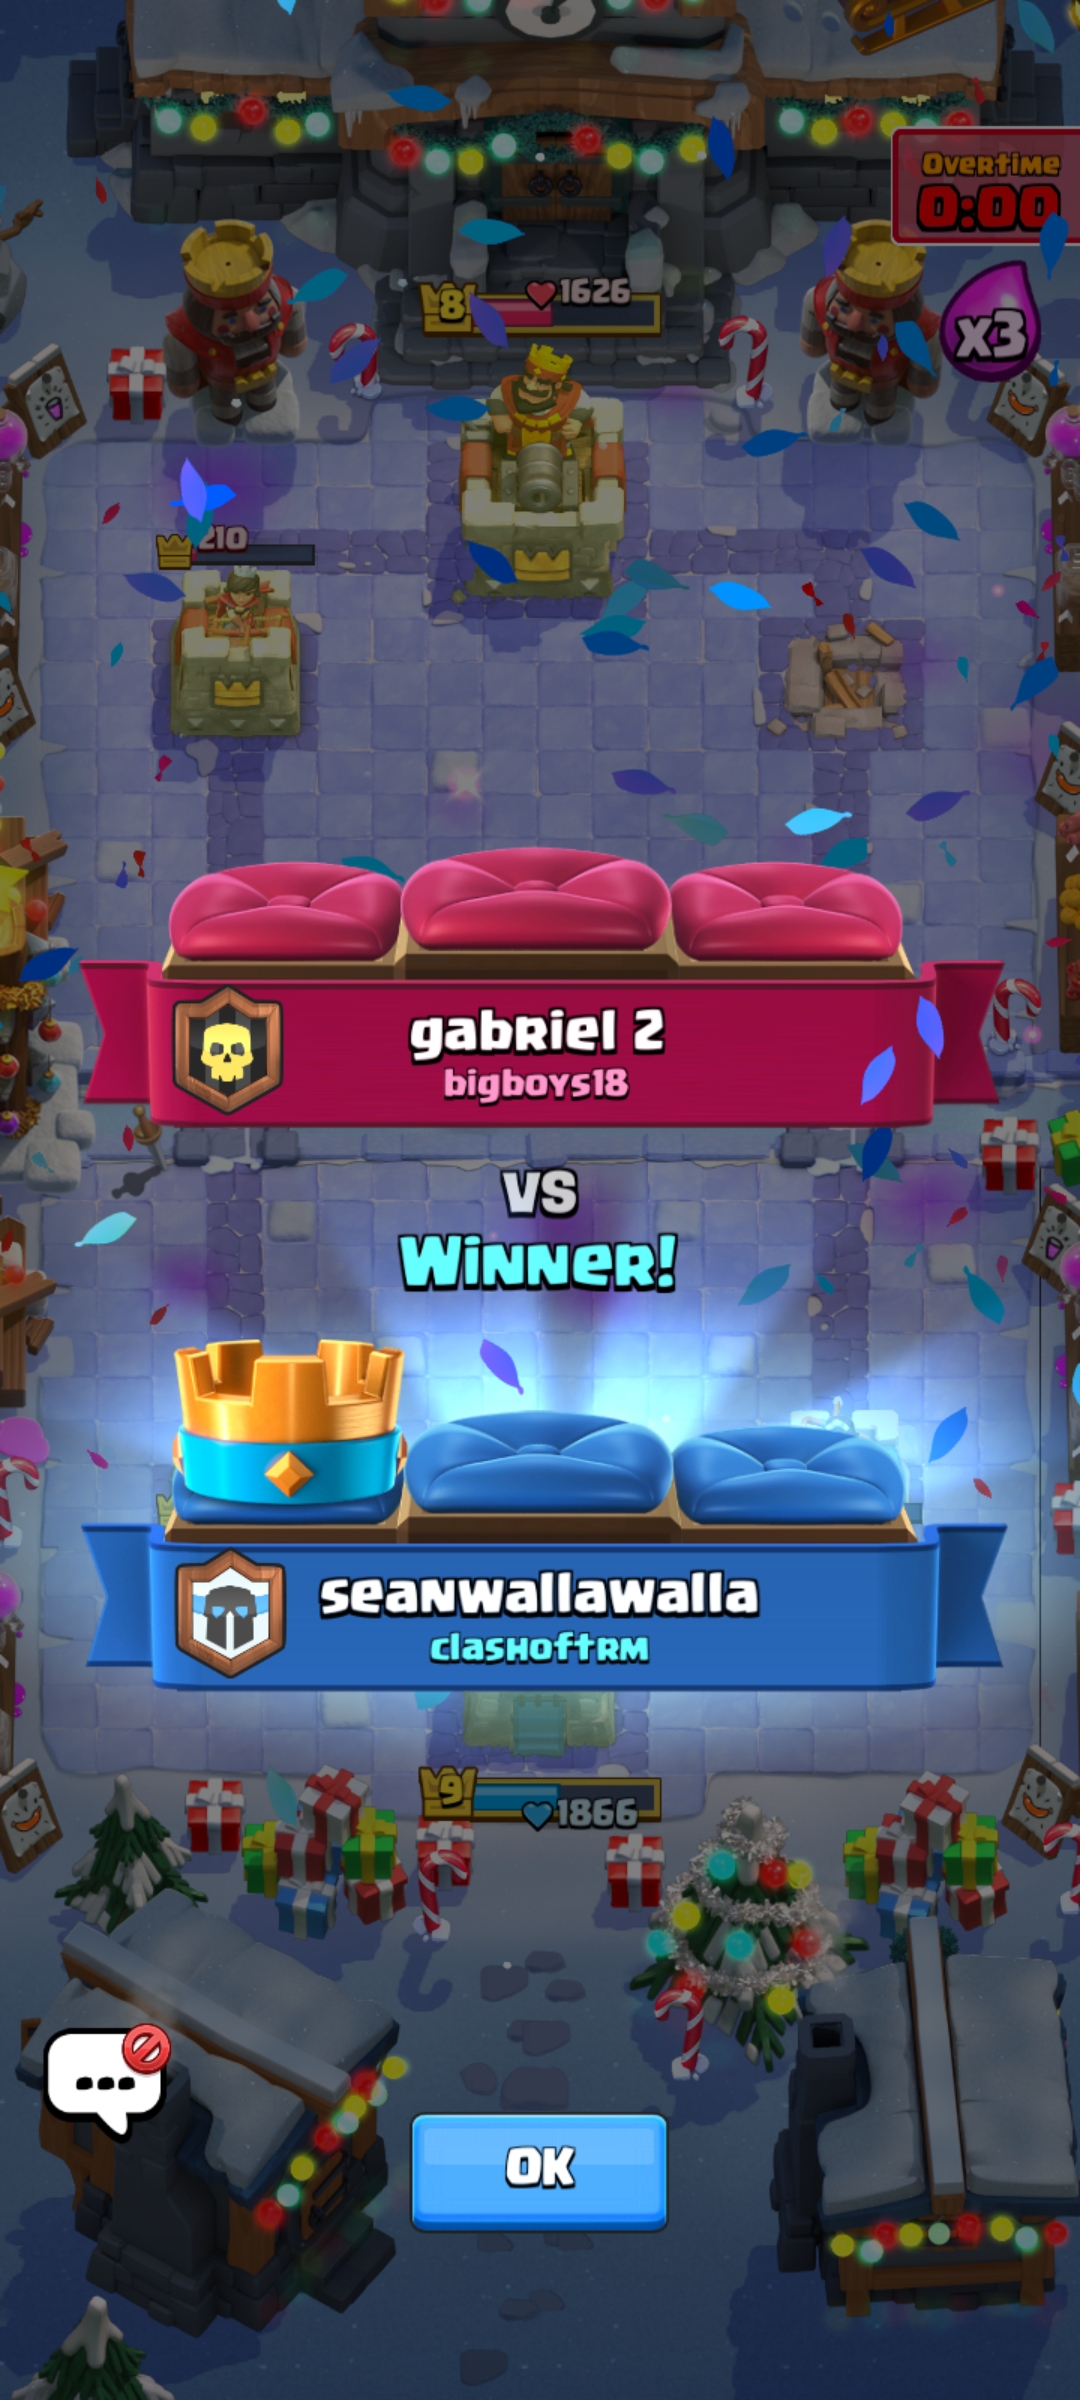 Overtime
0:00
8
1626
x3
210
gabriel 2
bigboys18
VS
Winner!
seanwallawalla
clashoftrm
9
1866
OK